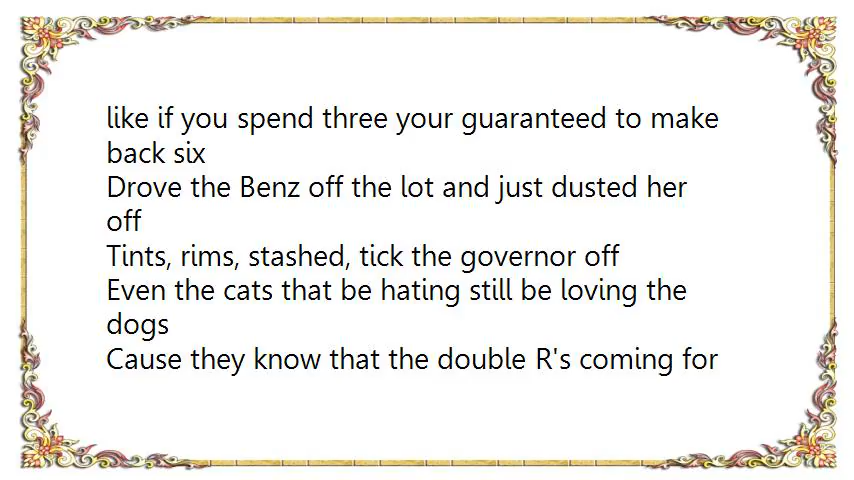 like if you spend three your guaranteed to make
back six
Drove the Benz off the lot and just dusted her
off
Tints, rims, stashed, tick the governor off
Even the cats that be hating still be loving the
dogs
Cause they know that the double R's coming for